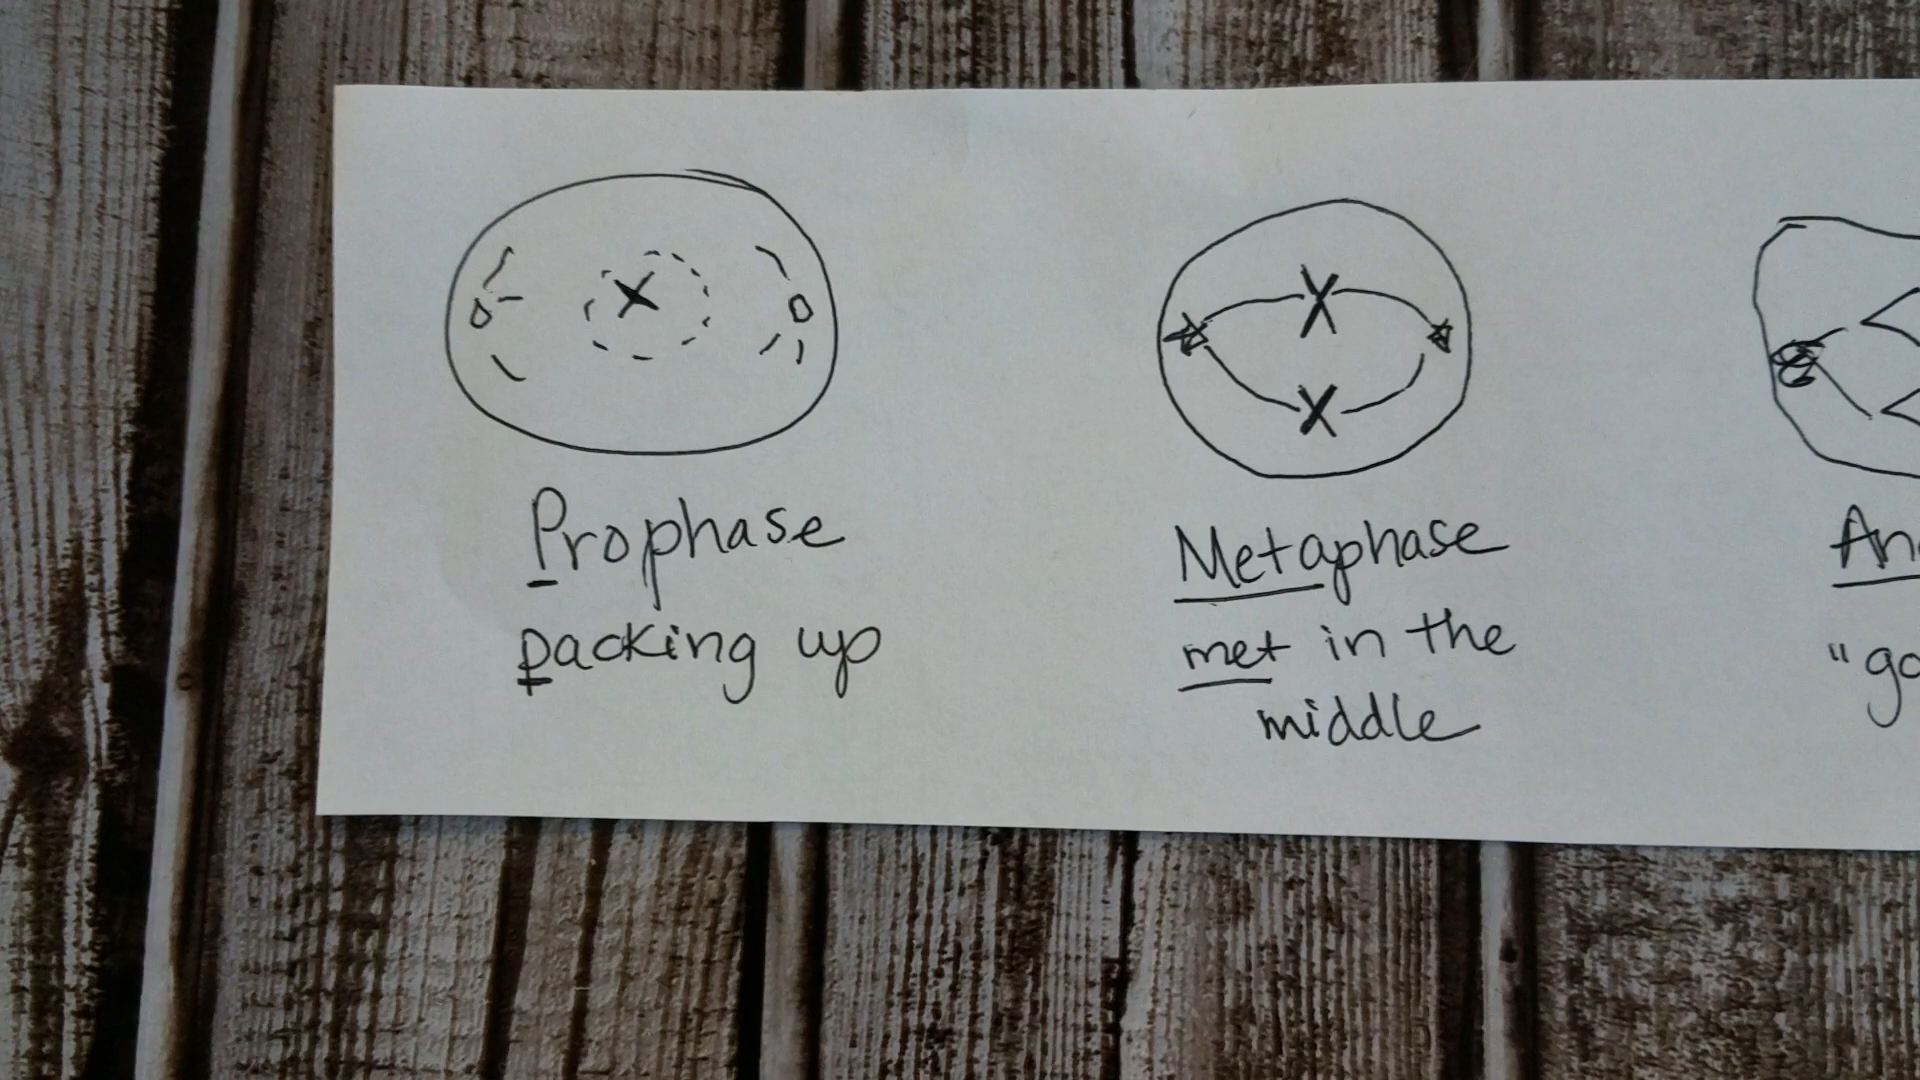 Prophase
packing up
Metaphase
met in the
middle